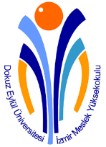 Dokuz Eylül Üniversitesi
İzmir Meslek Yüksekokulu